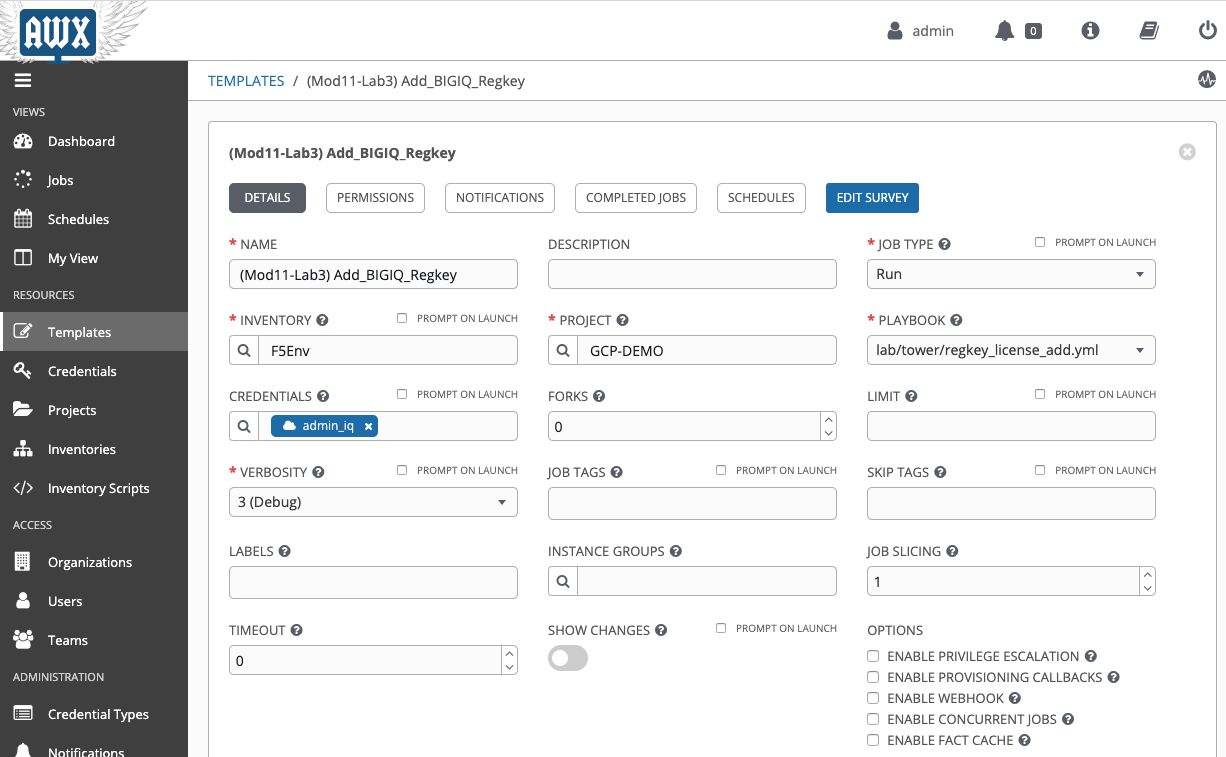 AWX
admin
0
VIEWS
Dashboard
Jobs
Schedules
My View
RESOURCES
Templates
Credentials
Projects
Inventories
Inventory Scripts
ACCESS
Organizations
Users
Teams
ADMINISTRATION
Credential Types
Notifications
TEMPLATES / (Mod11-Lab3) Add_BIGIQ_Regkey
(Mod11-Lab3) Add_BIGIQ_Regkey
DETAILS PERMISSIONS NOTIFICATIONS COMPLETED JOBS SCHEDULES EDIT SURVEY
* NAME DESCRIPTION * JOB TYPE PROMPT ON LAUNCH
(Mod11-Lab3) Add_BIGIQ_Regkey Run
* INVENTORY PROMPT ON LAUNCH * PROJECT * PLAYBOOK
F5Env GCP-DEMO lab/tower/regkey_license_add.yml
CREDENTIALS PROMPT ON LAUNCH FORKS LIMIT PROMPT ON LAUNCH
admin_iq × 0
* VERBOSITY PROMPT ON LAUNCH JOB TAGS PROMPT ON LAUNCH SKIP TAGS PROMPT ON LAUNCH
3 (Debug)
LABELS INSTANCE GROUPS JOB SLICING
1
TIMEOUT SHOW CHANGES PROMPT ON LAUNCH OPTIONS
0
ENABLE PRIVILEGE ESCALATION
ENABLE PROVISIONING CALLBACKS
ENABLE WEBHOOK
ENABLE CONCURRENT JOBS
ENABLE FACT CACHE